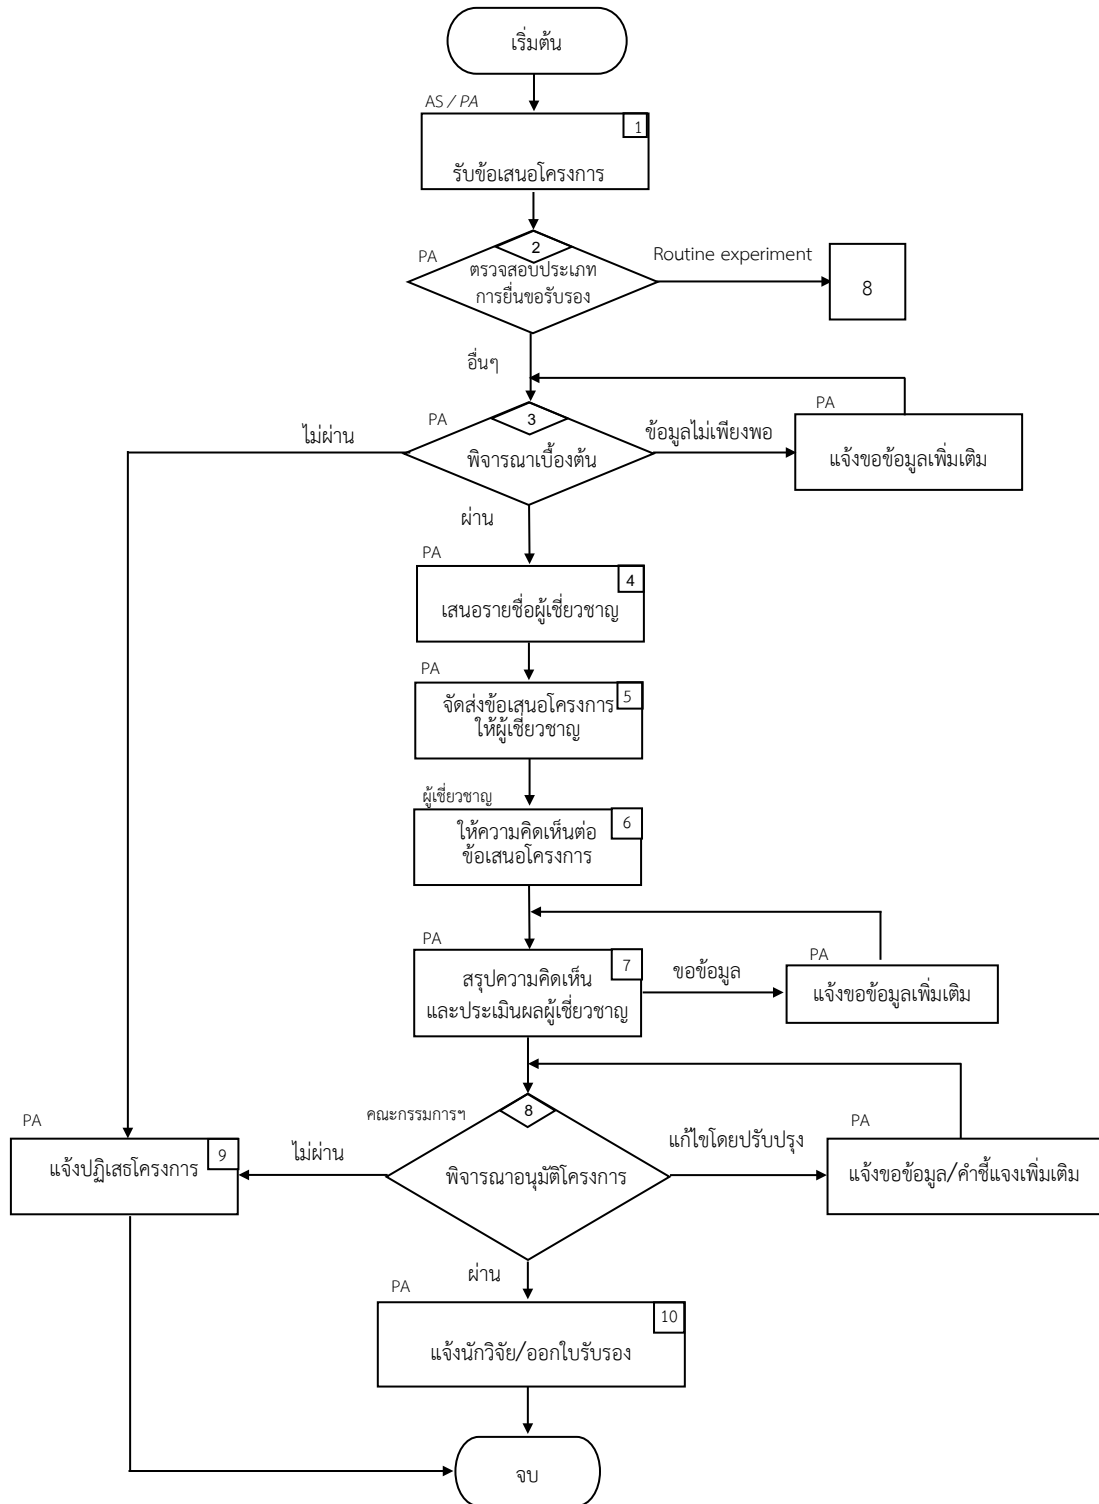 เริ่มต้น
AS / PA
1
รับข้อเสนอโครงการ
2
PA
ตรวจสอบประเภท
การยื่นขอรับรอง
Routine experiment
8
อื่นๆ
PA
3
พิจารณาเบื้องต้น
ไม่ผ่าน
ข้อมูลไม่เพียงพอ
PA
แจ้งขอข้อมูลเพิ่มเติม
ผ่าน
PA
4
เสนอรายชื่อผู้เชี่ยวชาญ
PA
5
จัดส่งข้อเสนอโครงการ
ให้ผู้เชี่ยวชาญ
ผู้เชี่ยวชาญ
6
ให้ความคิดเห็นต่อ
ข้อเสนอโครงการ
PA
7
สรุปความคิดเห็น
และประเมินผลผู้เชี่ยวชาญ
ขอข้อมูล
PA
แจ้งขอข้อมูลเพิ่มเติม
คณะกรรมการฯ
8
พิจารณาอนุมัติโครงการ
ไม่ผ่าน
PA
9
แจ้งปฏิเสธโครงการ
แก้ไขโดยปรับปรุง
PA
แจ้งขอข้อมูล/คำชี้แจงเพิ่มเติม
ผ่าน
PA
10
แจ้งนักวิจัย/ออกใบรับรอง
จบ